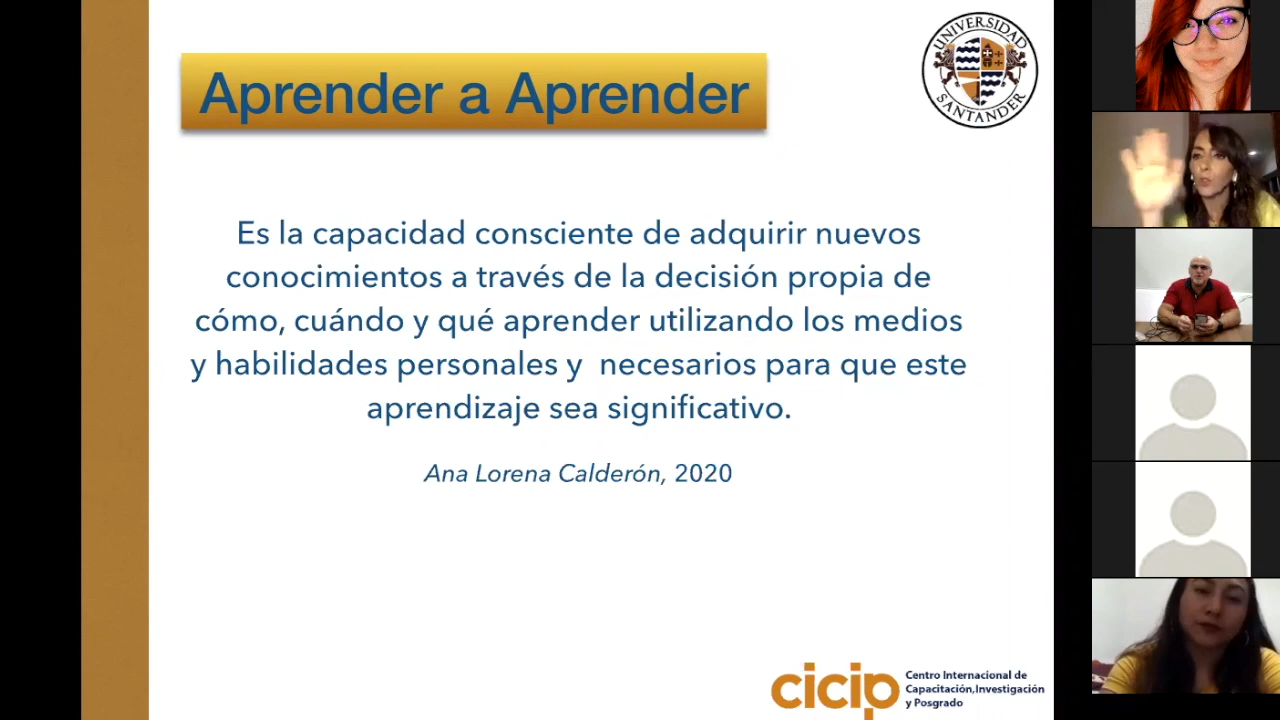 Aprender a Aprender
UNIVERSIDAD
SANTANDER
Es la capacidad consciente de adquirir nuevos
conocimientos a través de la decisión propia de
cómo, cuándo y qué aprender utilizando los medios
y habilidades personales y  necesarios para que este
aprendizaje sea significativo.
Ana Lorena Calderón, 2020
cicip
Centro Internacional de
Capacitación,Investigación
y Posgrado